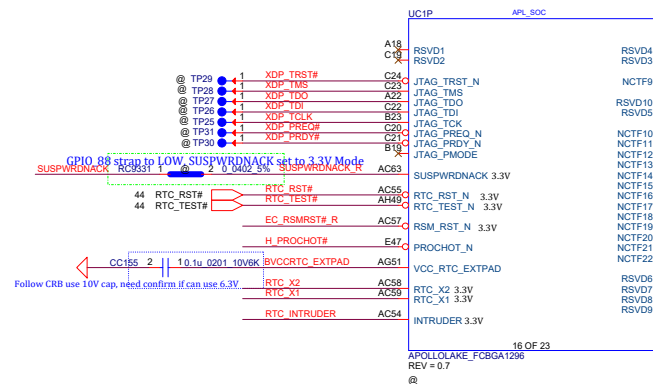 UC1P APL_SOC
A18 RSVD1 RSVD4
C19 RSVD2 RSVD3
@ TP29 1 XDP_TRST# C24 JTAG_TRST_N NCTF9
@ TP28 1 XDP_TMS C23 JTAG_TMS
@ TP27 1 XDP_TDO A22 JTAG_TDO RSVD10
@ TP26 1 XDP_TDI C22 JTAG_TDI RSVD5
@ TP25 1 XDP_TCLK B23 JTAG_TCK
@ TP31 1 XDP_PREQ# C20 JTAG_PREQ_N NCTF10
@ TP30 1 XDP_PRDY# C21 JTAG_PRDY_N NCTF11
B19 JTAG_PMODE NCTF12
GPIO_88 strap to LOW, SUSPWRDNACK set to 3.3V Mode
NCTF13
SUSPWRDNACK RC9331 1 @ 2 0_0402_5% SUSPWRDNACK_R AC63 SUSPWRDNACK 3.3V NCTF14
NCTF15
RTC_RST# AC55 RTC_RST_N 3.3V NCTF16
44 RTC_RST#
RTC_TEST# AH49 RTC_TEST_N 3.3V NCTF17
44 RTC_TEST#
NCTF18
EC_RSMRST#_R AC57 RSM_RST_N 3.3V NCTF19
NCTF20
H_PROCHOT# E47 PROCHOT_N NCTF21
NCTF22
CC155 2 1 0.1u_0201_10V6K BVCCRTC_EXTPAD AG51 VCC_RTC_EXTPAD
RSVD6
Follow CRB use 10V cap, need confirm if can use 6.3V
RTC_X2 AC58 RTC_X2 3.3V RSVD7
RTC_X1 AC59 RTC_X1 3.3V RSVD8
RSVD9
RTC_INTRUDER AC54 INTRUDER 3.3V
16 OF 23
APOLLOLAKE_FCBGA1296
REV = 0.7
@